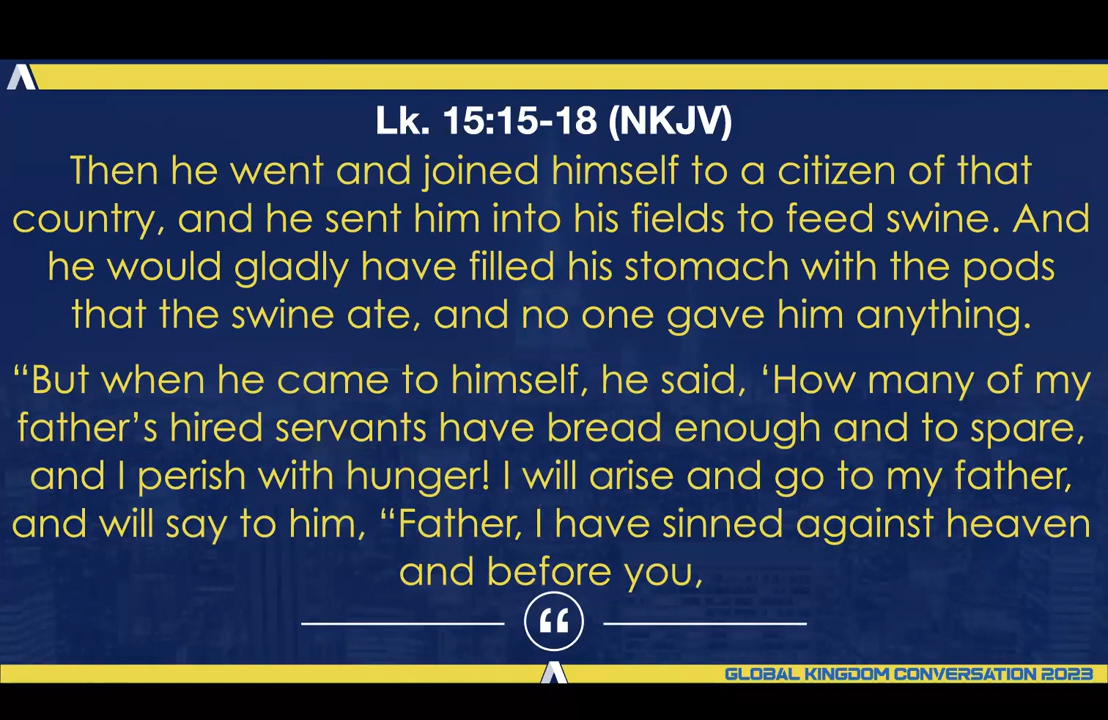 Lk. 15:15-18 (NKJV)
Then he went and joined himself to a citizen of that
country, and he sent him into his fields to feed swine. And
he would gladly have filled his stomach with the pods
that the swine ate, and no one gave him anything.
“But when he came to himself, he said, ‘How many of my
father’s hired servants have bread enough and to spare,
and I perish with hunger! I will arise and go to my father,
and will say to him, “Father, I have sinned against heaven
and before you,
GLOBAL KINGDOM CONVERSATION 2023